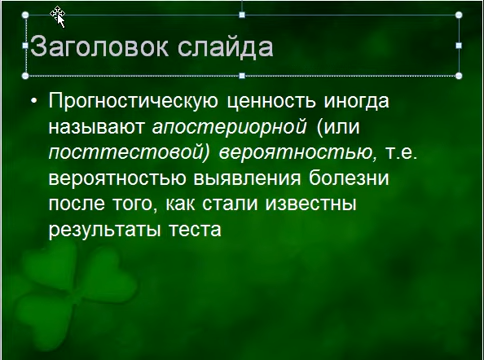 Заголовок слайда
• Прогностическую ценность иногда
называют апостериорной (или
посттестовой) вероятностью, т.е.
вероятностью выявления болезни
после того, как стали известны
результаты теста